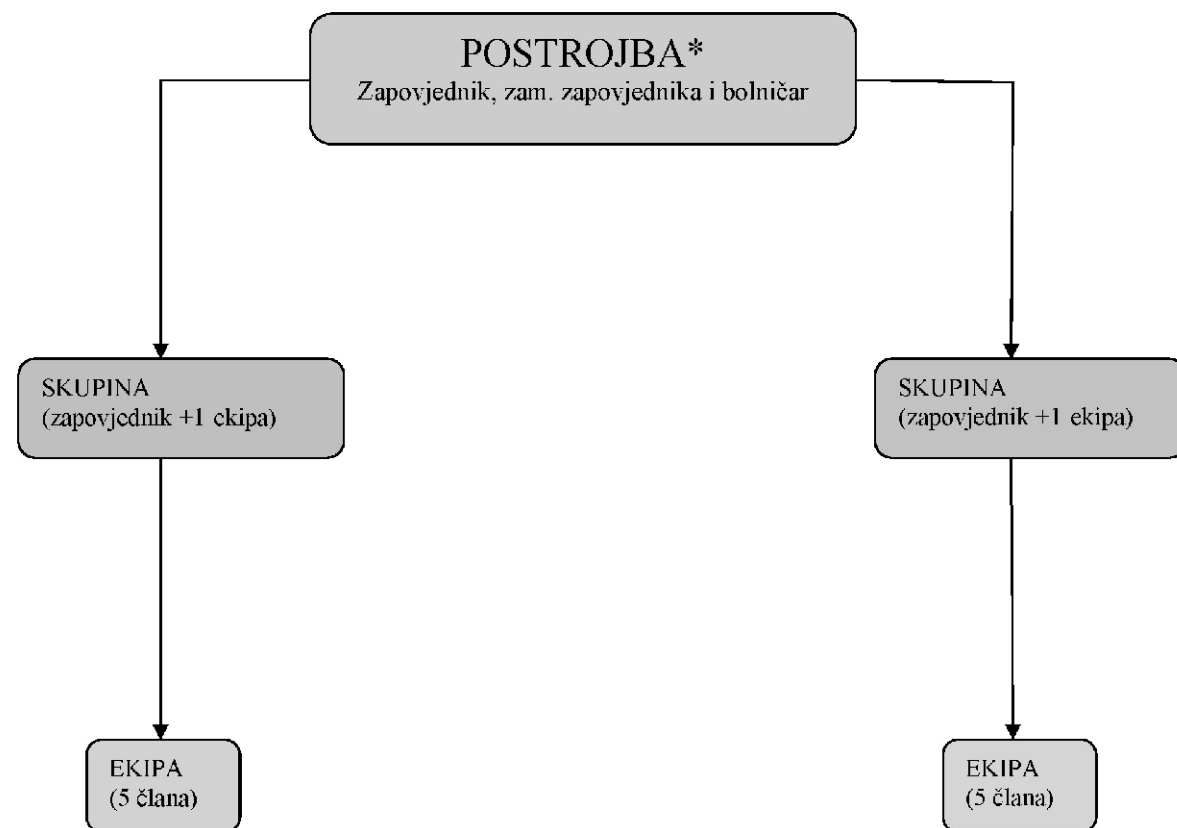 POSTROJBA*
Zapovjednik, zam. zapovjednika i bolničar
SKUPINA
(zapovjednik +1 ekipa)
SKUPINA
(zapovjednik +1 ekipa)
EKIPA
(5 člana)
EKIPA
(5 člana)